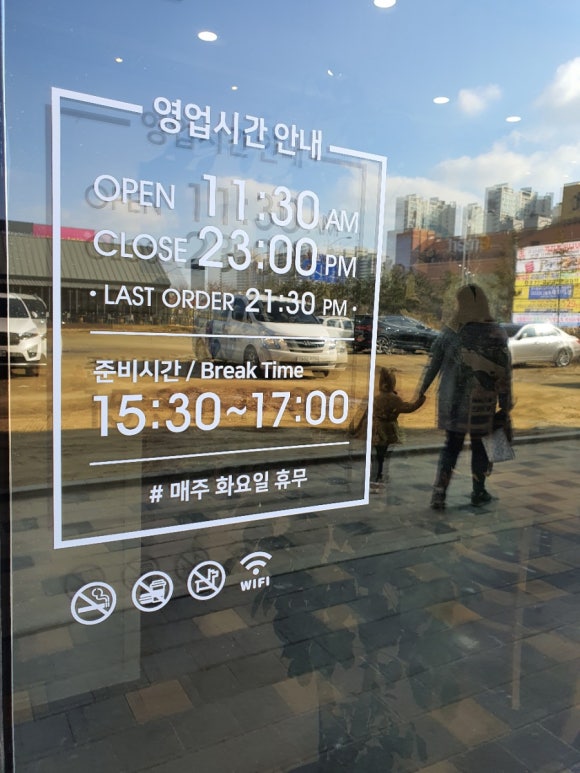 영업시간 안내
OPEN 11:30 AM
CLOSE 23:00 PM
• LAST ORDER 21:30 PM •
준비시간 / Break Time
15:30~17:00
# 매주 화요일 휴무
WIFI